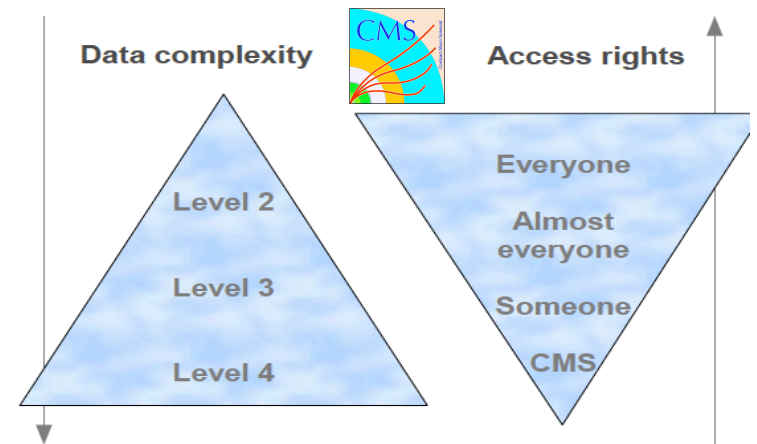 CMS
Data complexity
Access rights
Level 2
Level 3
Level 4
Everyone
Almost
everyone
Someone
CMS